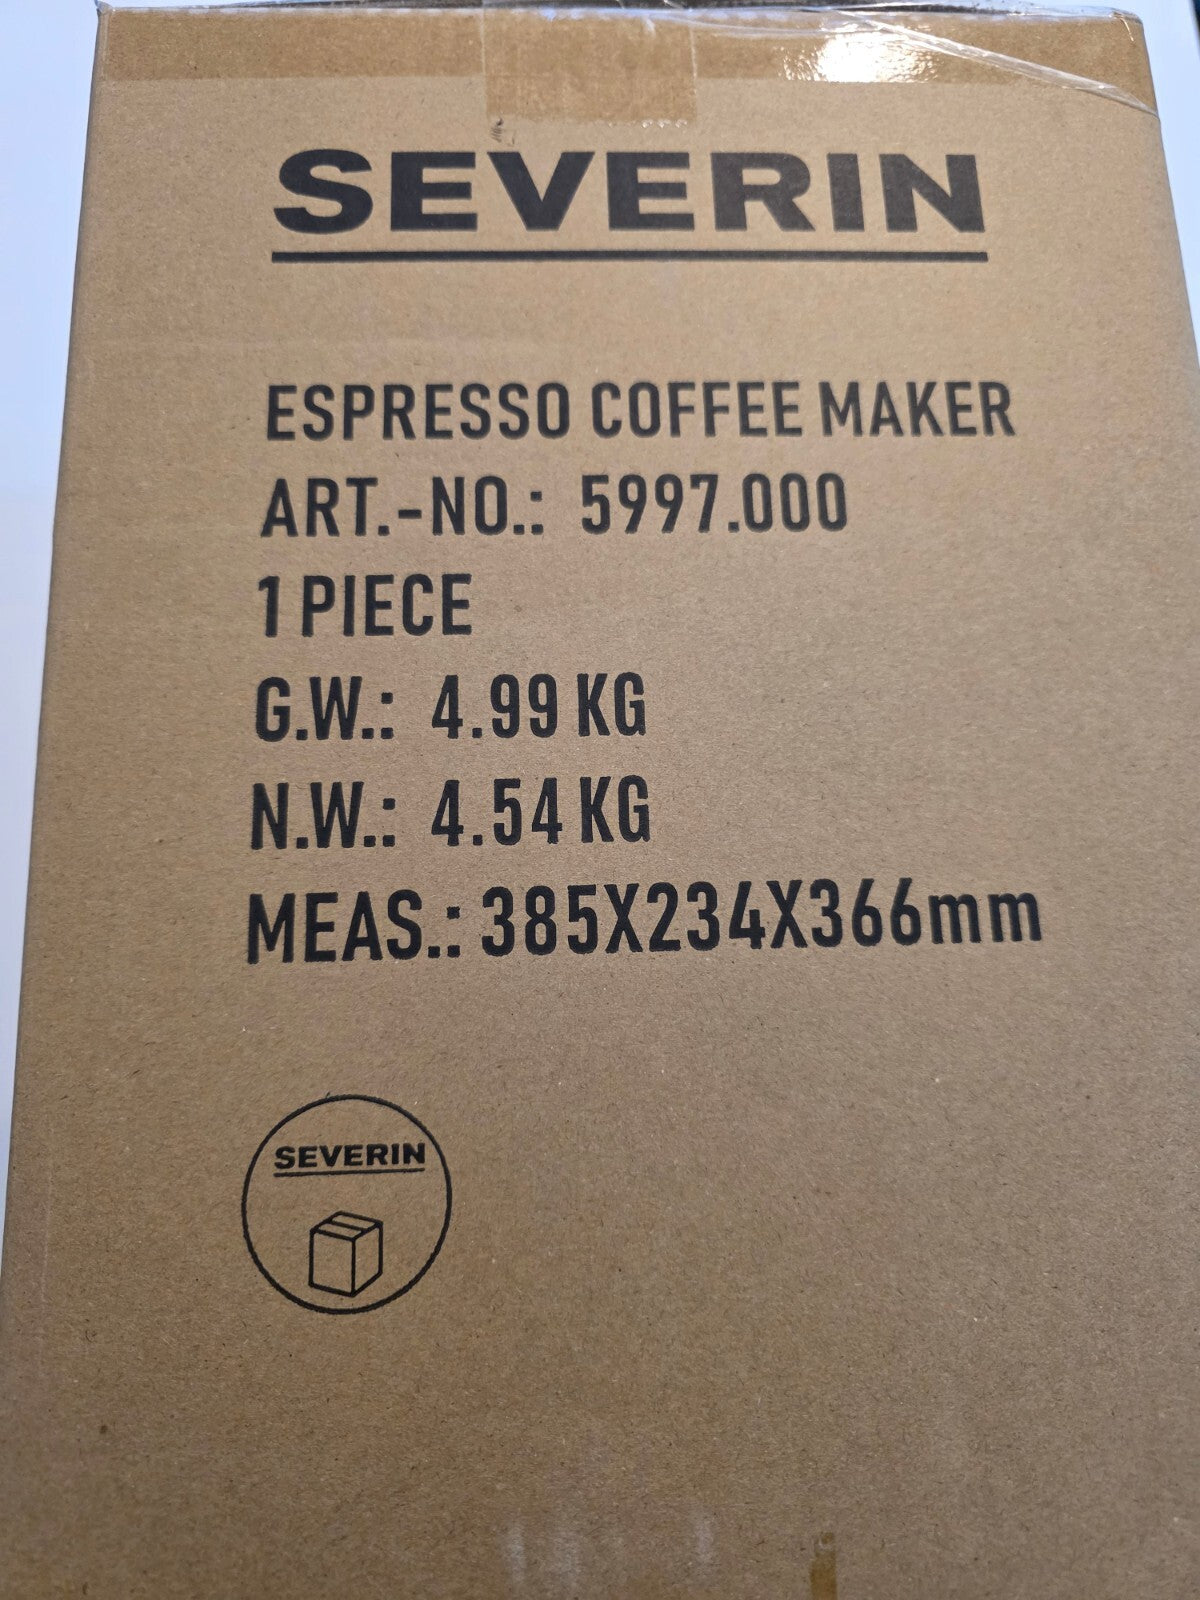 SEVERIN
ESPRESSO COFFEE MAKER
ART.-NO.: 5997.000
1 PIECE
G.W.: 4.99 KG
N.W.: 4.54 KG
MEAS.: 385X234X366mm
SEVERIN